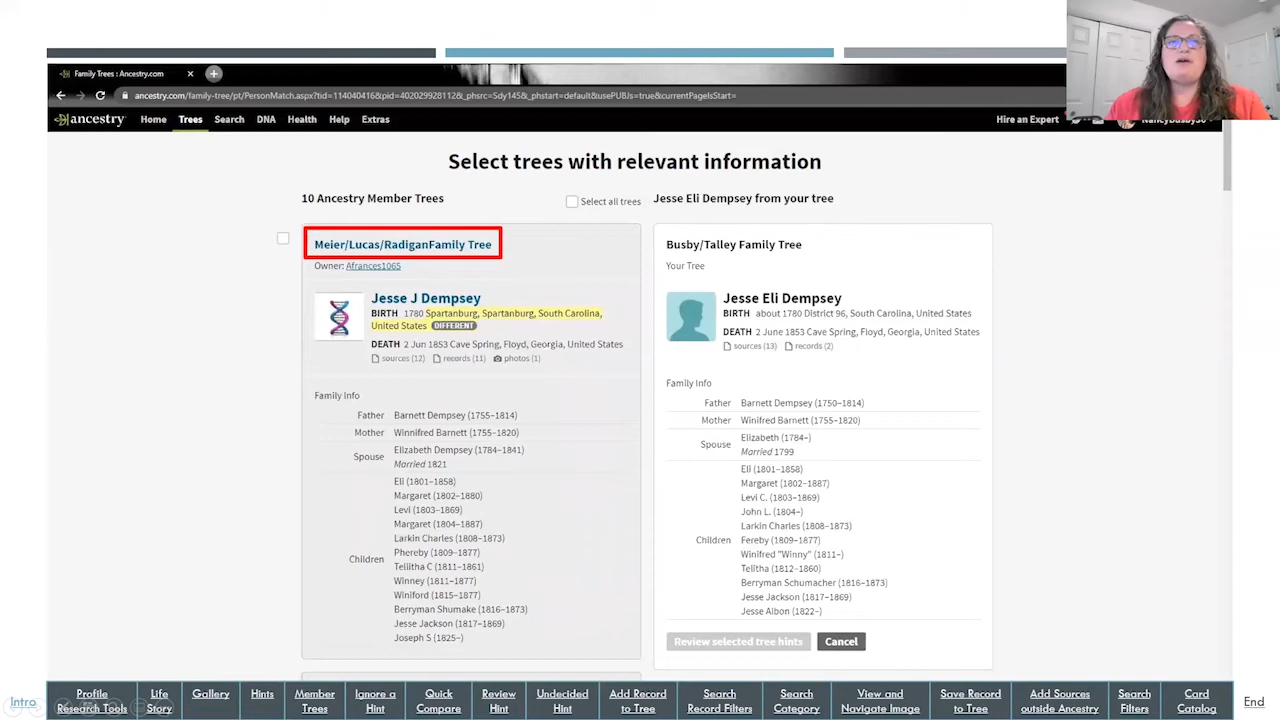 Family Trees : Ancestry.com
ancestry.com/family-tree/pt/PersonMatch.aspx?tid=114040416&pid=402029928112&_phsrc=Sdy145&_phstart=default&usePUBJs=true&currentPageIsStart=
ancestry Home Trees Search DNA Health Help Extras Hire an Expert
Select trees with relevant information
10 Ancestry Member Trees
Select all trees
Jesse Eli Dempsey from your tree
Meier/Lucas/RadiganFamily Tree
Owner: Afrances1065
Jesse J Dempsey
BIRTH 1780 Spartanburg, Spartanburg, South Carolina,
United States DIFFERENT
DEATH 2 Jun 1853 Cave Spring, Floyd, Georgia, United States
sources (12) records (11) photos (1)
Family Info
Father Barnett Dempsey (1755–1814)
Mother Winnifred Barnett (1755–1820)
Spouse Elizabeth Dempsey (1784–1841)
Married 1821
Children
Eli (1801–1858)
Margaret (1802–1880)
Levi (1803–1869)
Margaret (1804–1887)
Larkin Charles (1808–1873)
Phereby (1809–1877)
Tellitha C (1811–1861)
Winney (1811–1877)
Winiford (1815–1877)
Berryman Shumake (1816–1873)
Jesse Jackson (1817–1869)
Joseph S (1825–)
Busby/Talley Family Tree
Your Tree
Jesse Eli Dempsey
BIRTH about 1780 District 96, South Carolina, United States
DEATH 2 June 1853 Cave Spring, Floyd, Georgia, United States
sources (13) records (2)
Family Info
Father Barnett Dempsey (1750–1814)
Mother Winifred Barnett (1755–1820)
Spouse Elizabeth (1784–)
Married 1799
Children
Eli (1801–1858)
Margaret (1802–1887)
Levi C. (1803–1869)
John L. (1804–)
Larkin Charles (1808–1873)
Fereby (1809–1877)
Winifred "Winny" (1811–)
Telitha (1812–1860)
Berryman Schumacher (1816–1873)
Jesse Jackson (1817–1869)
Jesse Albon (1822–)
Review selected tree hints Cancel
Intro
Profile
Research Tools
Life
Story
Gallery
Hints
Member
Trees
Ignore a
Hint
Quick
Compare
Review
Hint
Undecided
Hint
Add Record
to Tree
Search
Record Filters
Search
Category
View and
Navigate Image
Save Record
to Tree
Add Sources
outside Ancestry
Search
Filters
Card
Catalog
End